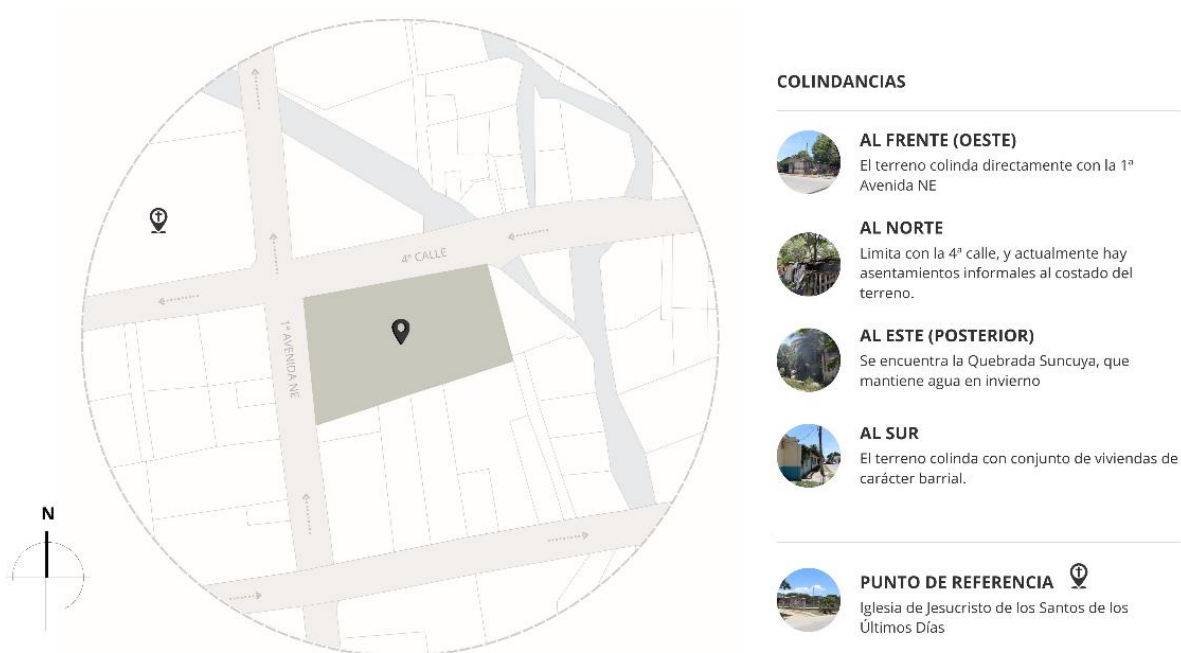 4ª CALLE
1ª AVENIDA NE
N
COLINDANCIAS
AL FRENTE (OESTE)
El terreno colinda directamente con la 1ª
Avenida NE
AL NORTE
Limita con la 4ª calle, y actualmente hay
asentamientos informales al costado del
terreno.
AL ESTE (POSTERIOR)
Se encuentra la Quebrada Suncuya, que
mantiene agua en invierno
AL SUR
El terreno colinda con conjunto de viviendas de
carácter barrial.
PUNTO DE REFERENCIA
Iglesia de Jesucristo de los Santos de los
Últimos Días